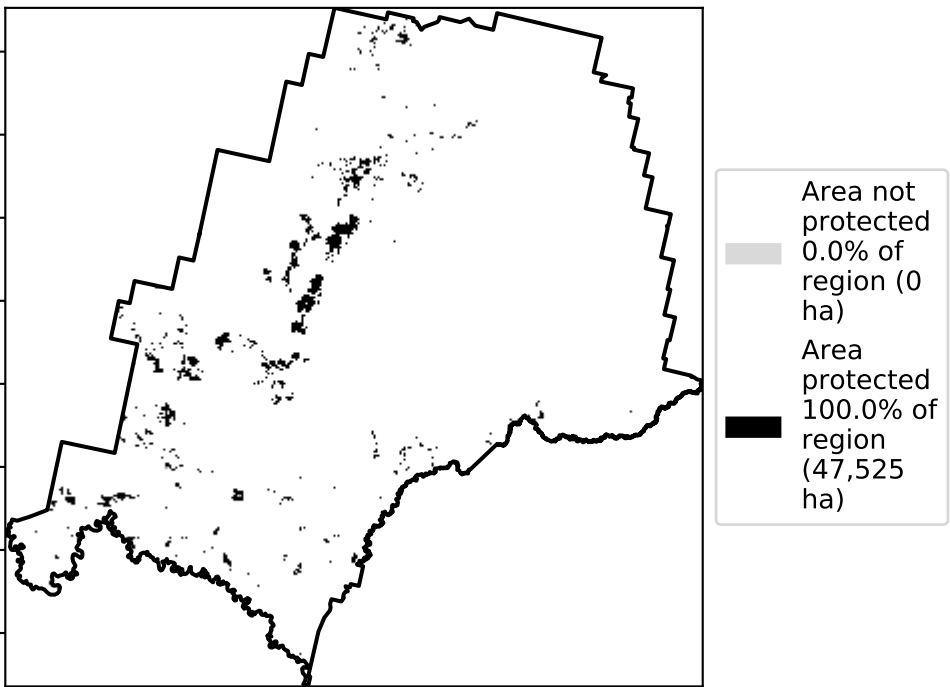 Area not
protected
0.0% of
region (0
ha)
Area
protected
100.0% of
region
(47,525
ha)